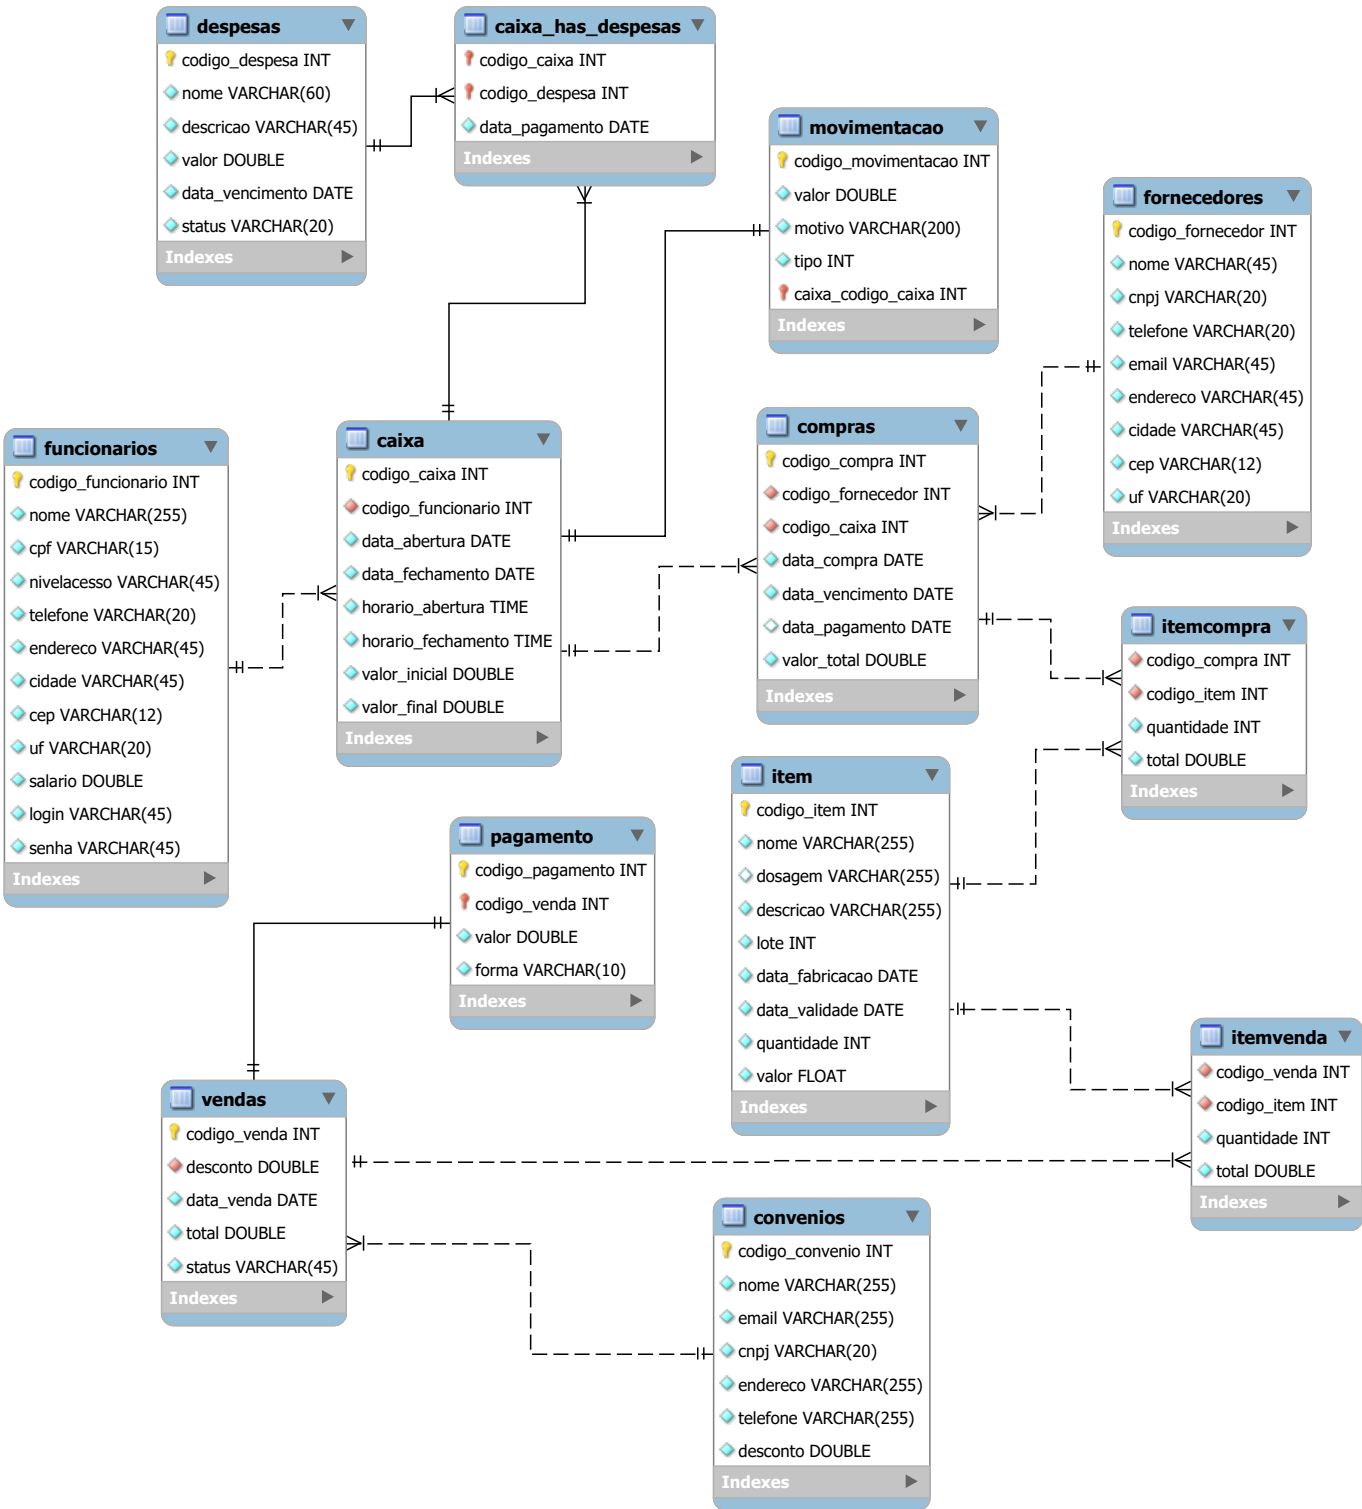 despesas
codigo_despesa INT
nome VARCHAR(60)
descricao VARCHAR(45)
valor DOUBLE
data_vencimento DATE
status VARCHAR(20)
Indexes
caixa_has_despesas
codigo_caixa INT
codigo_despesa INT
data_pagamento DATE
Indexes
movimentacao
codigo_movimentacao INT
valor DOUBLE
motivo VARCHAR(200)
tipo INT
caixa_codigo_caixa INT
Indexes
fornecedores
codigo_fornecedor INT
nome VARCHAR(45)
cnpj VARCHAR(20)
telefone VARCHAR(20)
email VARCHAR(45)
endereco VARCHAR(45)
cidade VARCHAR(45)
cep VARCHAR(12)
uf VARCHAR(20)
Indexes
funcionarios
codigo_funcionario INT
nome VARCHAR(255)
cpf VARCHAR(15)
nivelacesso VARCHAR(45)
telefone VARCHAR(20)
endereco VARCHAR(45)
cidade VARCHAR(45)
cep VARCHAR(12)
uf VARCHAR(20)
salario DOUBLE
login VARCHAR(45)
senha VARCHAR(45)
Indexes
caixa
codigo_caixa INT
codigo_funcionario INT
data_abertura DATE
data_fechamento DATE
horario_abertura TIME
horario_fechamento TIME
valor_inicial DOUBLE
valor_final DOUBLE
Indexes
compras
codigo_compra INT
codigo_fornecedor INT
codigo_caixa INT
data_compra DATE
data_vencimento DATE
data_pagamento DATE
valor_total DOUBLE
Indexes
itemcompra
codigo_compra INT
codigo_item INT
quantidade INT
total DOUBLE
Indexes
item
codigo_item INT
nome VARCHAR(255)
dosagem VARCHAR(255)
descricao VARCHAR(255)
lote INT
data_fabricacao DATE
data_validade DATE
quantidade INT
valor FLOAT
Indexes
pagamento
codigo_pagamento INT
codigo_venda INT
valor DOUBLE
forma VARCHAR(10)
Indexes
itemvenda
codigo_venda INT
codigo_item INT
quantidade INT
total DOUBLE
Indexes
vendas
codigo_venda INT
desconto DOUBLE
data_venda DATE
total DOUBLE
status VARCHAR(45)
Indexes
convenios
codigo_convenio INT
nome VARCHAR(255)
email VARCHAR(255)
cnpj VARCHAR(20)
endereco VARCHAR(255)
telefone VARCHAR(255)
desconto DOUBLE
Indexes